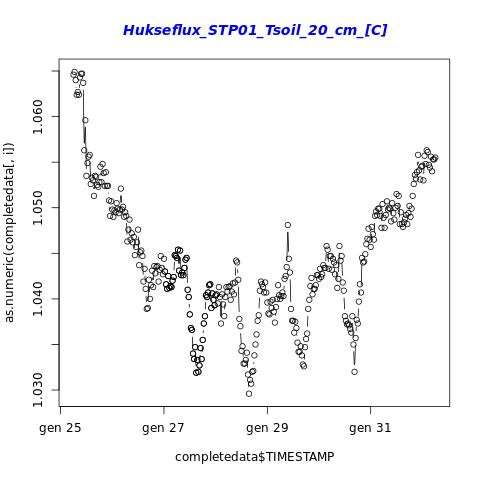 Hukseflux_STP01_Tsoil_20_cm_[C]
as.numeric(completedata[, i])
1.060
1.050
1.040
1.030
gen 25 gen 27 gen 29 gen 31
completedata$TIMESTAMP